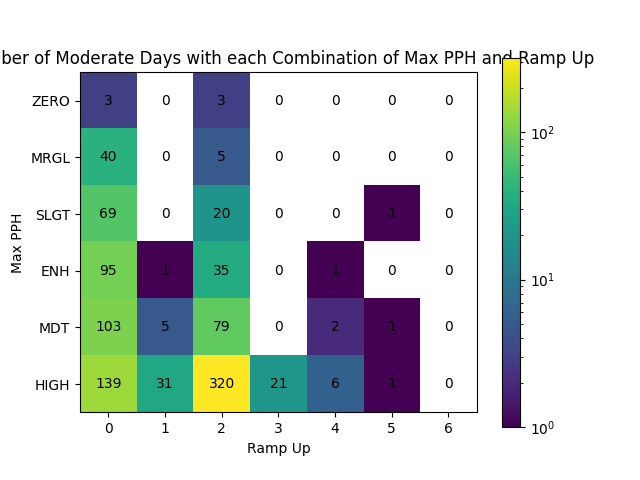 ber of Moderate Days with each Combination of Max PPH and Ramp Up
ZERO 3 0 3 0 0 0 0
MRGL 40 0 5 0 0 0 0
SLGT 69 0 20 0 0 1 0
ENH 95 1 35 0 1 0 0
MDT 103 5 79 0 2 1 0
HIGH 139 31 320 21 6 1 0
0 1 2 3 4 5 6
Ramp Up
Max PPH
10²
10¹
10⁰